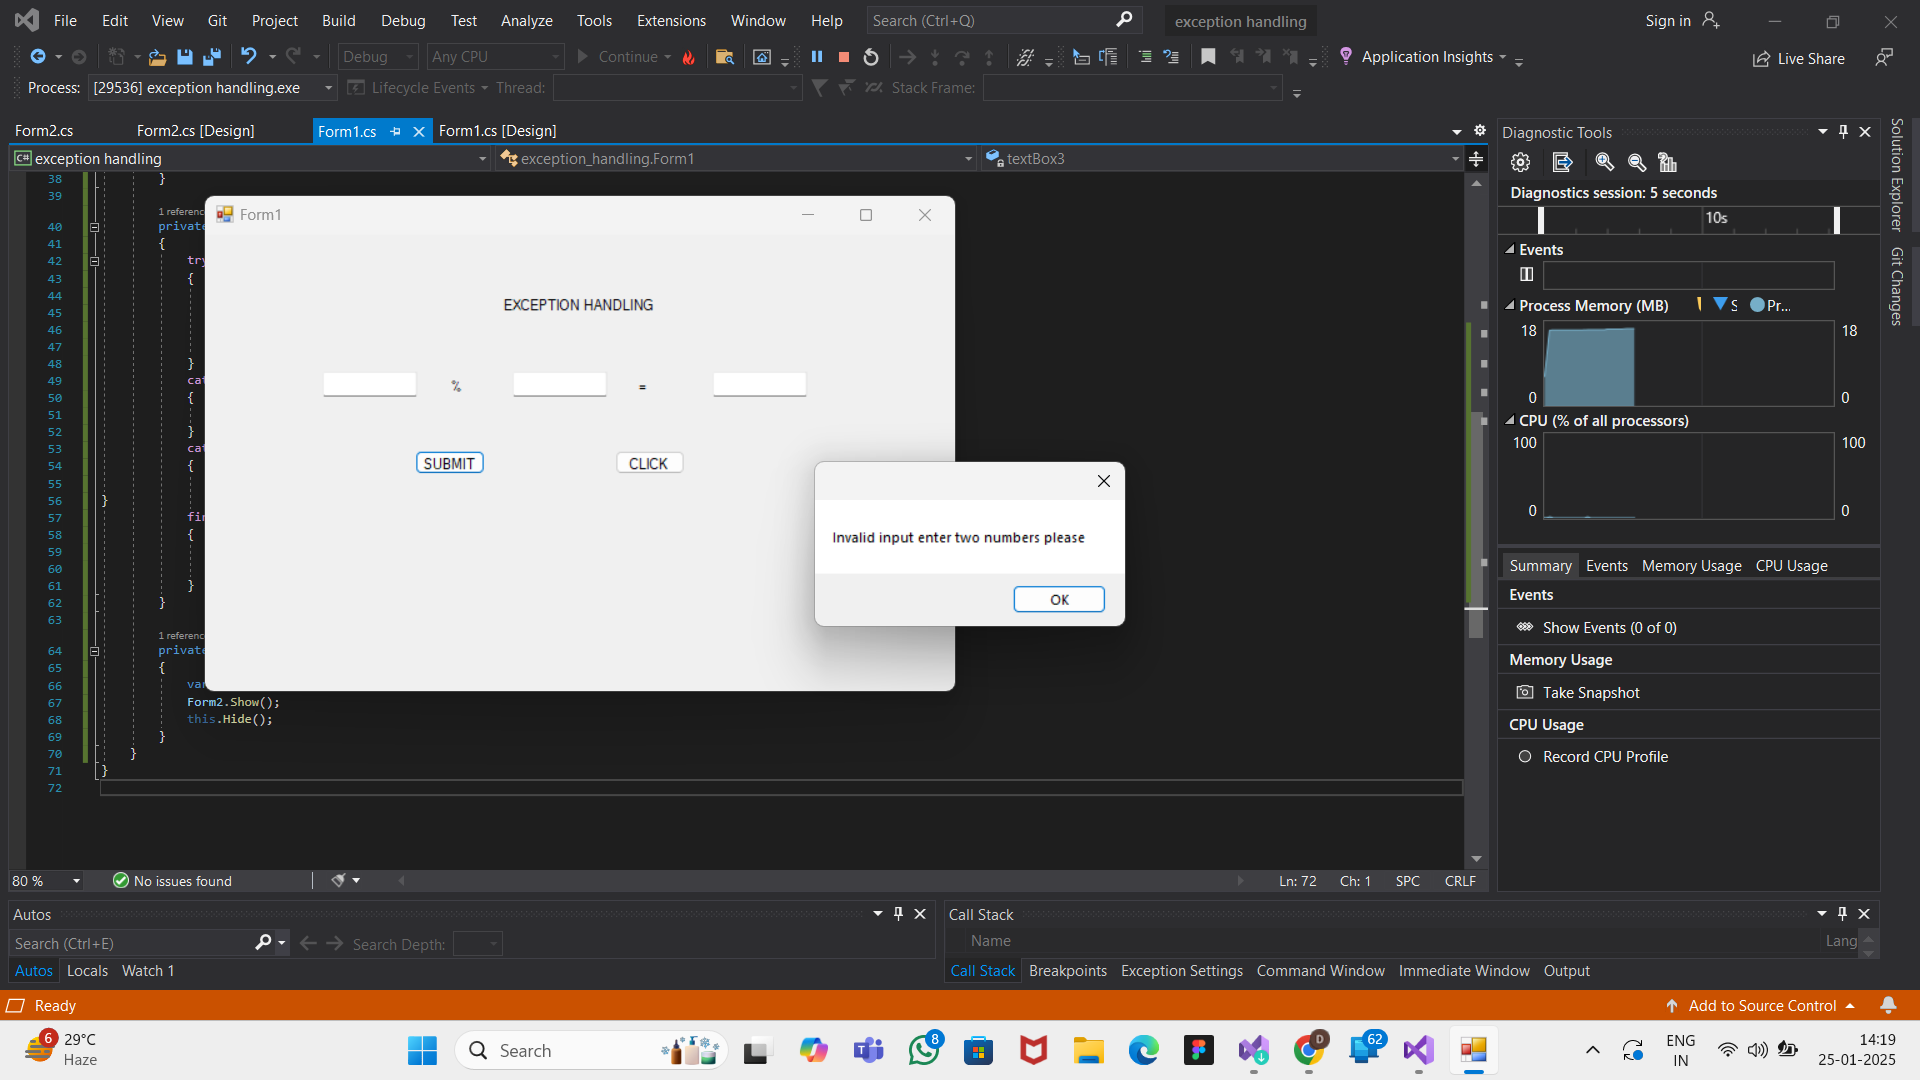 File Edit View Git Project Build Debug Test Analyze Tools Extensions Window Help Search (Ctrl+Q) exception handling Sign in
Debug Any CPU Continue Application Insights Live Share
Process: [29536] exception handling.exe Lifecycle Events Thread: Stack Frame:
Form2.cs Form2.cs [Design] Form1.cs Form1.cs [Design]
C# exception handling exception_handling.Form1 textBox3
38 }
39
1 referenc
40 private
41 {
42 try
43 {
44
45
46
47
48 }
49 cat
50 {
51
52 }
53 cat
54 {
55
56 }
57 fin
58 {
59
60
61 }
62 }
63
1 referenc
64 private
65 {
66 var
67 Form2.Show();
68 this.Hide();
69 }
70 }
71 }
72
Form1
EXCEPTION HANDLING
% =
SUBMIT CLICK
Invalid input enter two numbers please
OK
80 % No issues found Ln: 72 Ch: 1 SPC CRLF
Diagnostic Tools
Diagnostics session: 5 seconds
10s
Events
Process Memory (MB) S Pr...
18 18
0 0
CPU (% of all processors)
100 100
0 0
Summary Events Memory Usage CPU Usage
Events
Show Events (0 of 0)
Memory Usage
Take Snapshot
CPU Usage
Record CPU Profile
Solution Explorer
Git Changes
Autos
Search (Ctrl+E) Search Depth:
Autos Locals Watch 1
Call Stack
Name Lang
Call Stack Breakpoints Exception Settings Command Window Immediate Window Output
Ready Add to Source Control
6 29°C
Haze
Search
8
D
62
ENG
IN
14:19
25-01-2025